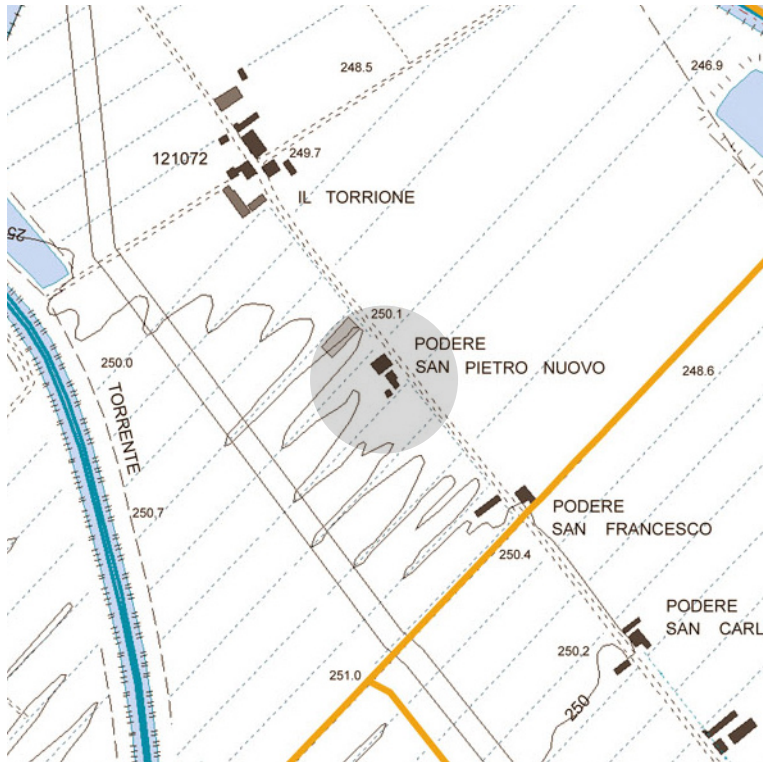 246.9
248.5
249.7
121072
IL TORRIONE
25
250.1
PODERE
SAN PIETRO NUOVO
250.0
248.6
TORRENTE
250.7
PODERE
SAN FRANCESCO
250.4
PODERE
SAN CARL
250.2
251.0
250